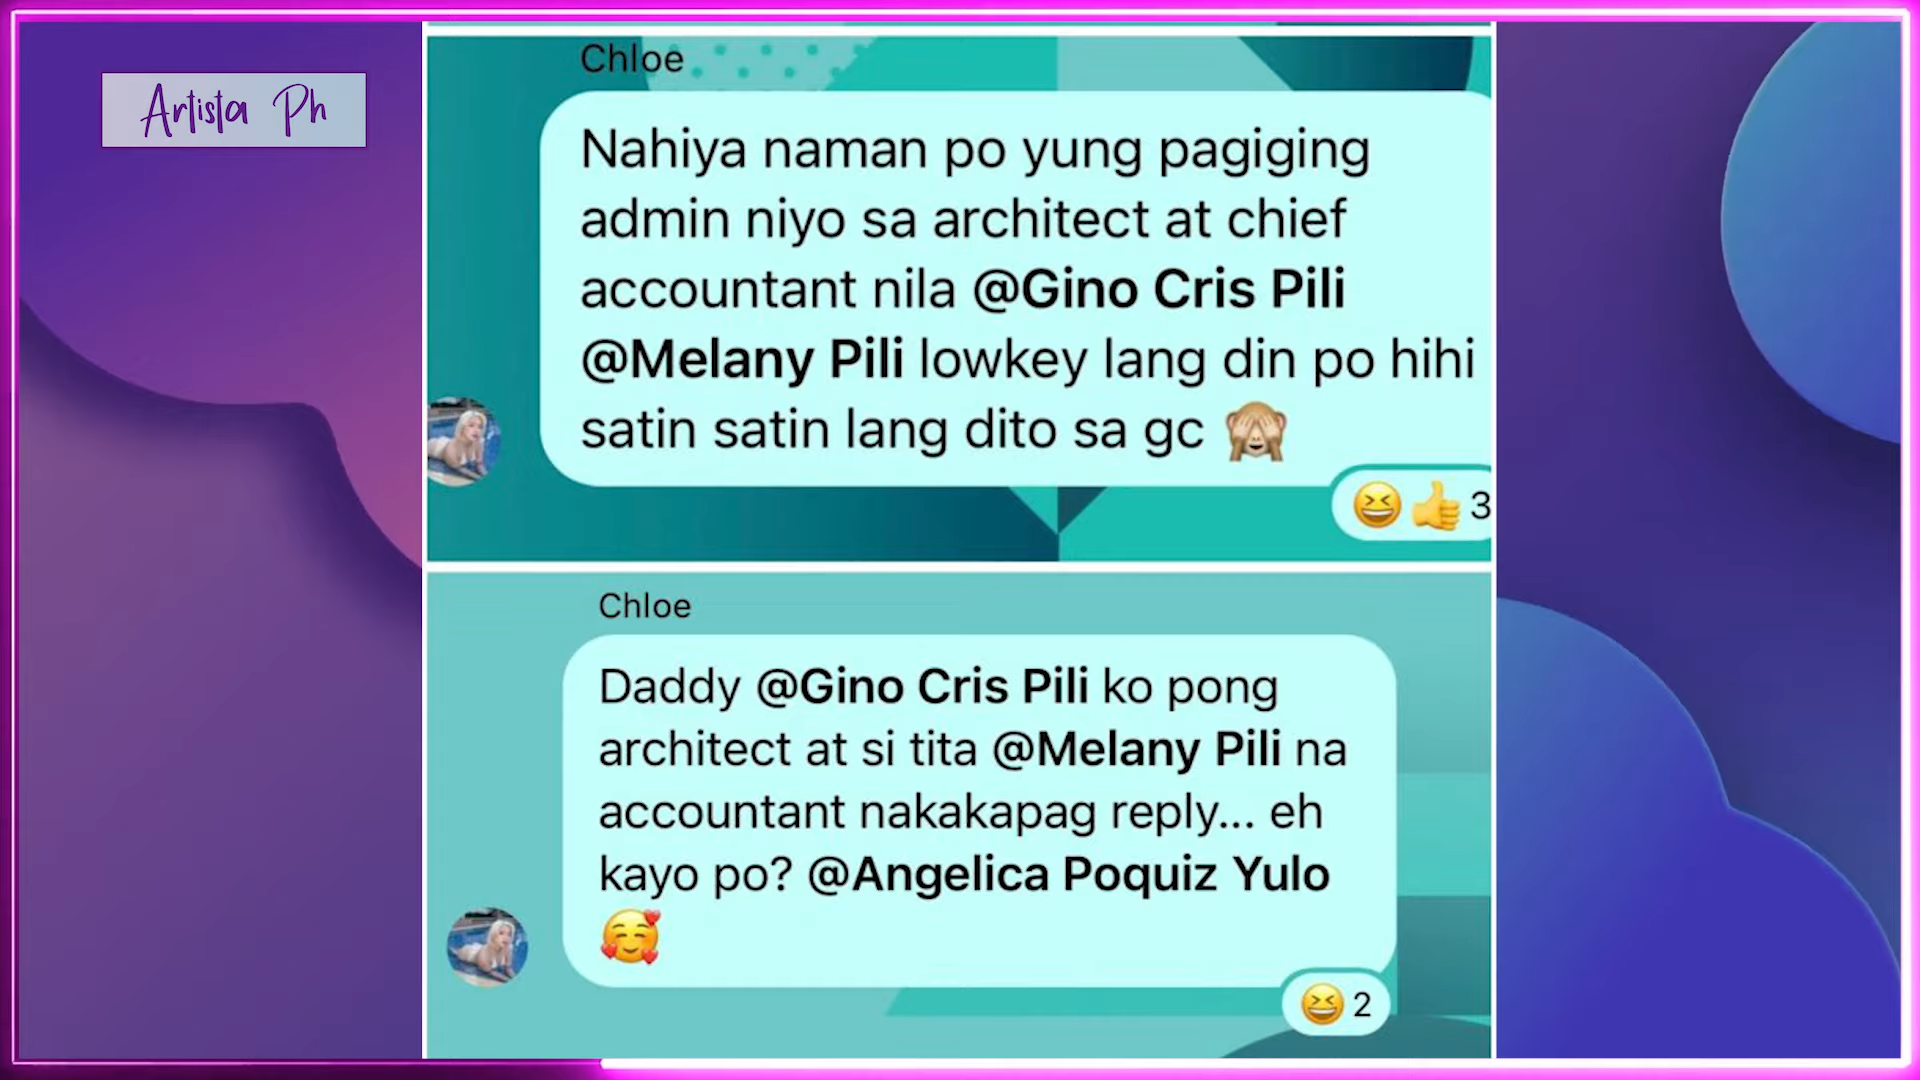 Artista Ph
Chloe
Nahiya naman po yung pagiging
admin niyo sa architect at chief
accountant nila @Gino Cris Pili
@Melany Pili lowkey lang din po hihi
satin satin lang dito sa gc 🙈
😆👍 3
Chloe
Daddy @Gino Cris Pili ko pong
architect at si tita @Melany Pili na
accountant nakakapag reply... eh
kayo po? @Angelica Poquiz Yulo
🥰
😆 2